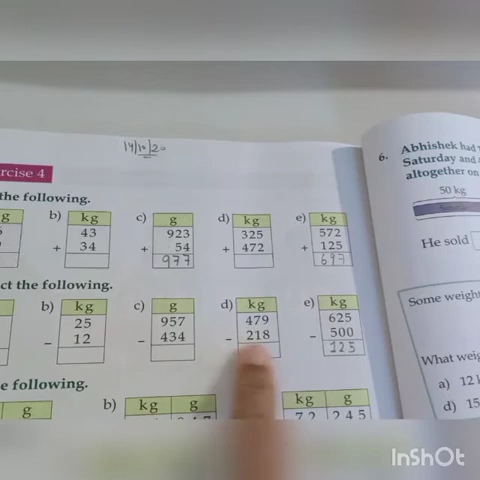 14/10/20
rcise 4
the following.
g b) kg c) g d) kg e) kg
43 923 325 572
+ 34 + 54 + 472 + 125
977 697
ct the following.
b) kg c) g d) kg e) kg
25 957 479 625
- 12 - 434 - 218 - 500
125
e following.
g b) kg g kg g
72 245
6. Abhishek had
Saturday and
altogether on
50 kg
He sold
Some weigh
What weig
a) 12
d) 15
InShOt